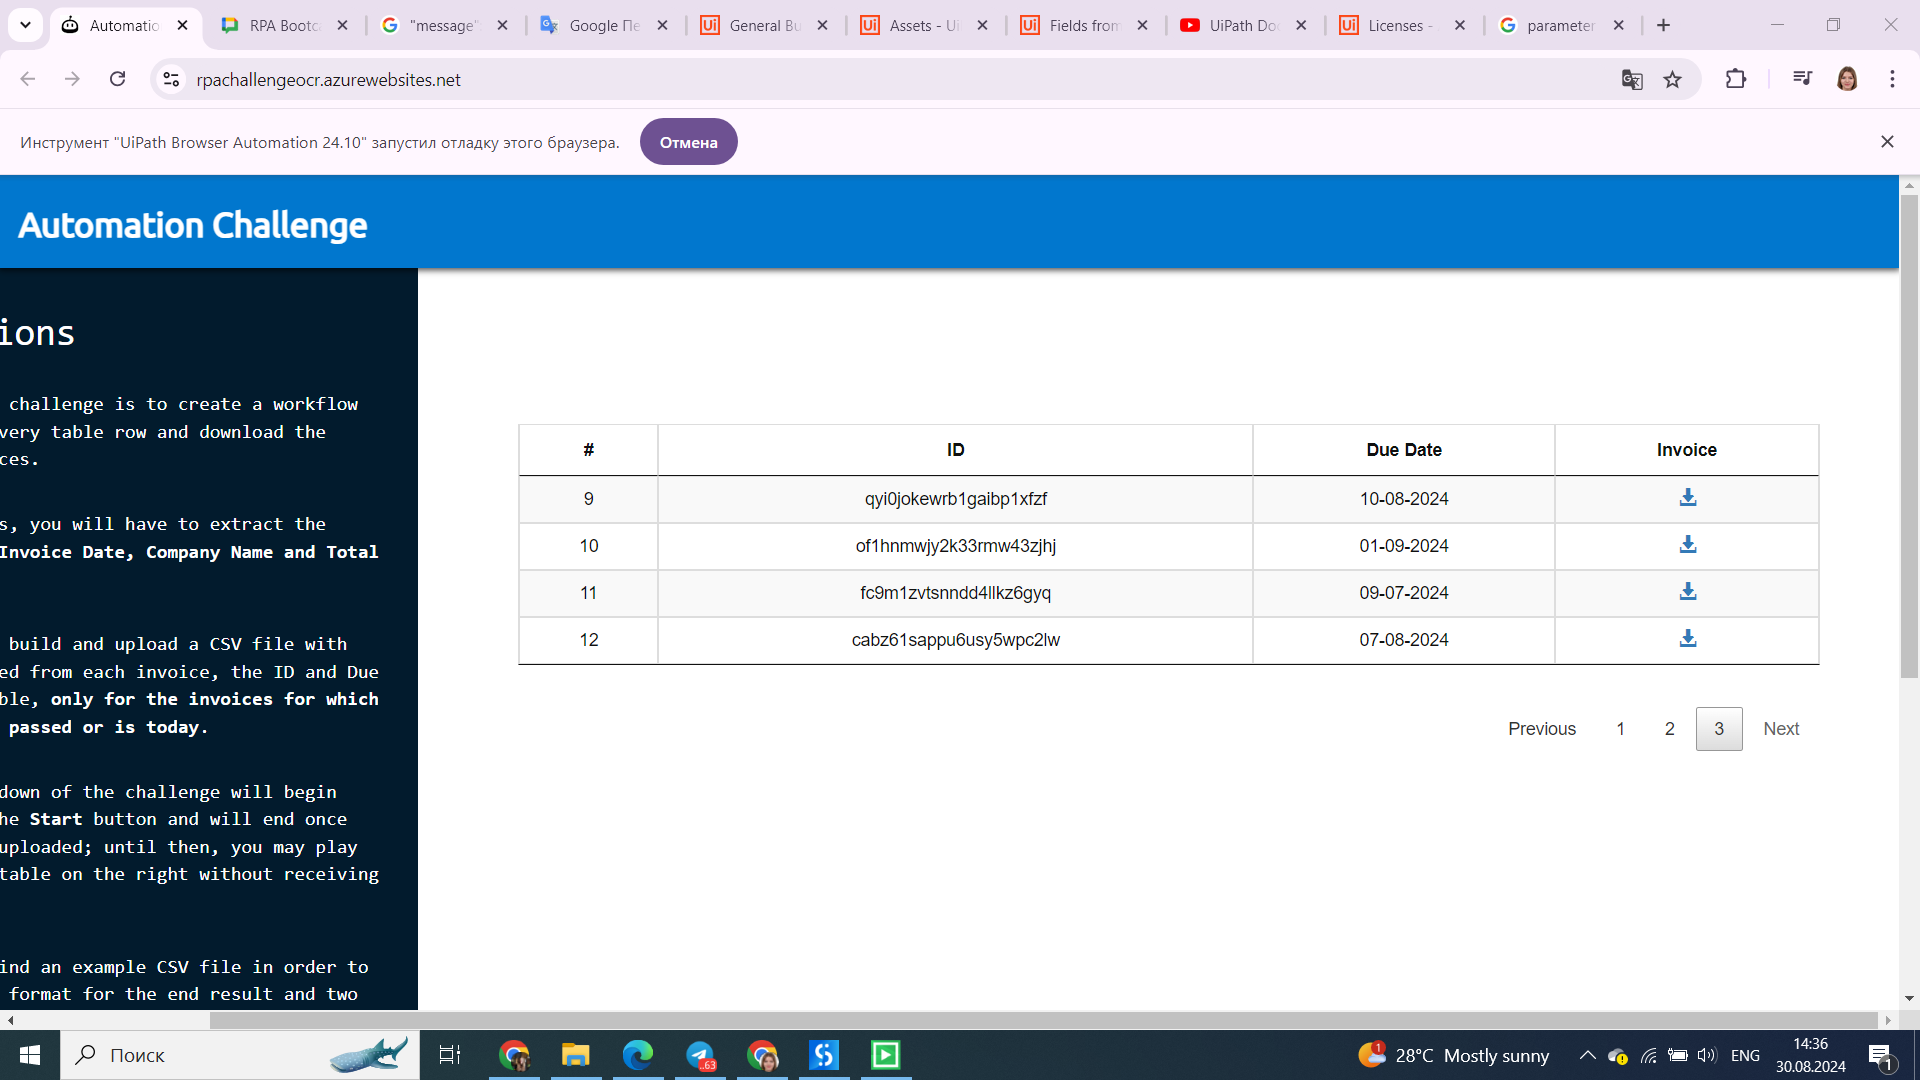 Automatio
RPA Bootc
"message"
Google Пе
General Bu
Assets - Ui
Fields from
UiPath Do
Licenses -
parameter
rpachallengeocr.azurewebsites.net
Инструмент "UiPath Browser Automation 24.10" запустил отладку этого браузера.
Отмена
Automation Challenge
ions
challenge is to create a workflow
very table row and download the
ces.
s, you will have to extract the
Invoice Date, Company Name and Total
build and upload a CSV file with
ed from each invoice, the ID and Due
ble, only for the invoices for which
passed or is today.
down of the challenge will begin
he Start button and will end once
uploaded; until then, you may play
table on the right without receiving
ind an example CSV file in order to
format for the end result and two
# ID Due Date Invoice
9 qyi0jokewrb1gaibp1xfzf 10-08-2024
10 of1hnmwjy2k33rmw43zjhj 01-09-2024
11 fc9m1zvtsnndd4llkz6gyq 09-07-2024
12 cabz61sappu6usy5wpc2lw 07-08-2024
Previous 1 2 3 Next
Поиск
..63
1
28°C Mostly sunny
ENG
14:36
30.08.2024
1